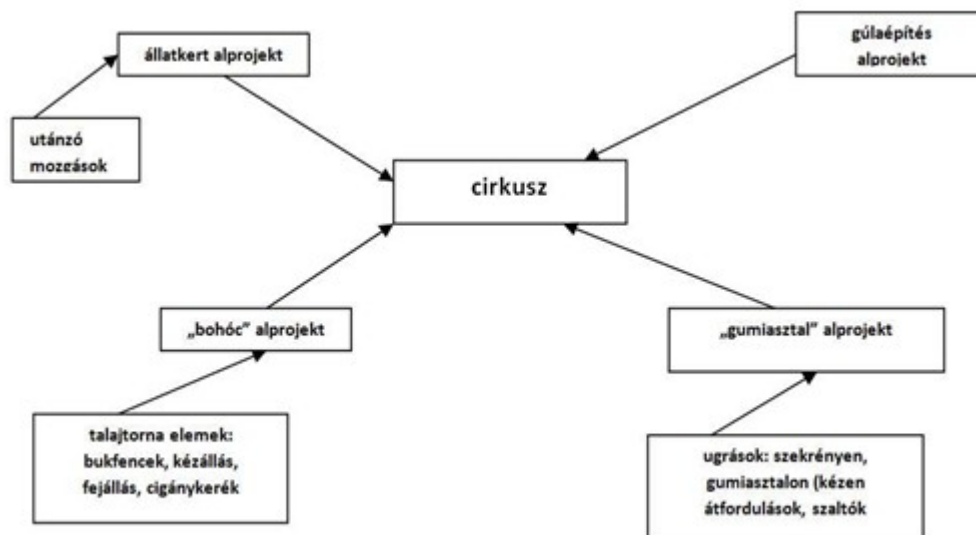 állatkert alprojekt
gúlaépítés
alprojekt
utánzó
mozgások
cirkusz
„bohóc” alprojekt
„gumiasztal” alprojekt
talajtorna elemek:
bukfencek, kézállás,
fejállás, cigánykerék
ugrások: szekrényen,
gumiasztalon (kézen
átfordulások, szaltók